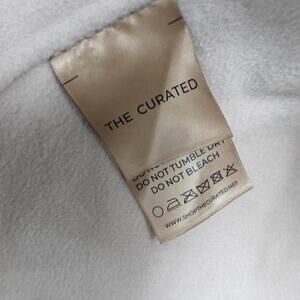 THE CURATED
DO NOT TUMBLE DRY
DO NOT BLEACH
WWW.SHOPTHECURATED.NET